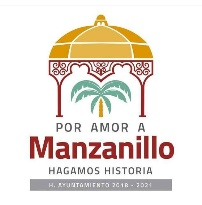 POR AMOR A
Manzanillo
HAGAMOS HISTORIA
H. AYUNTAMIENTO 2018 - 2021